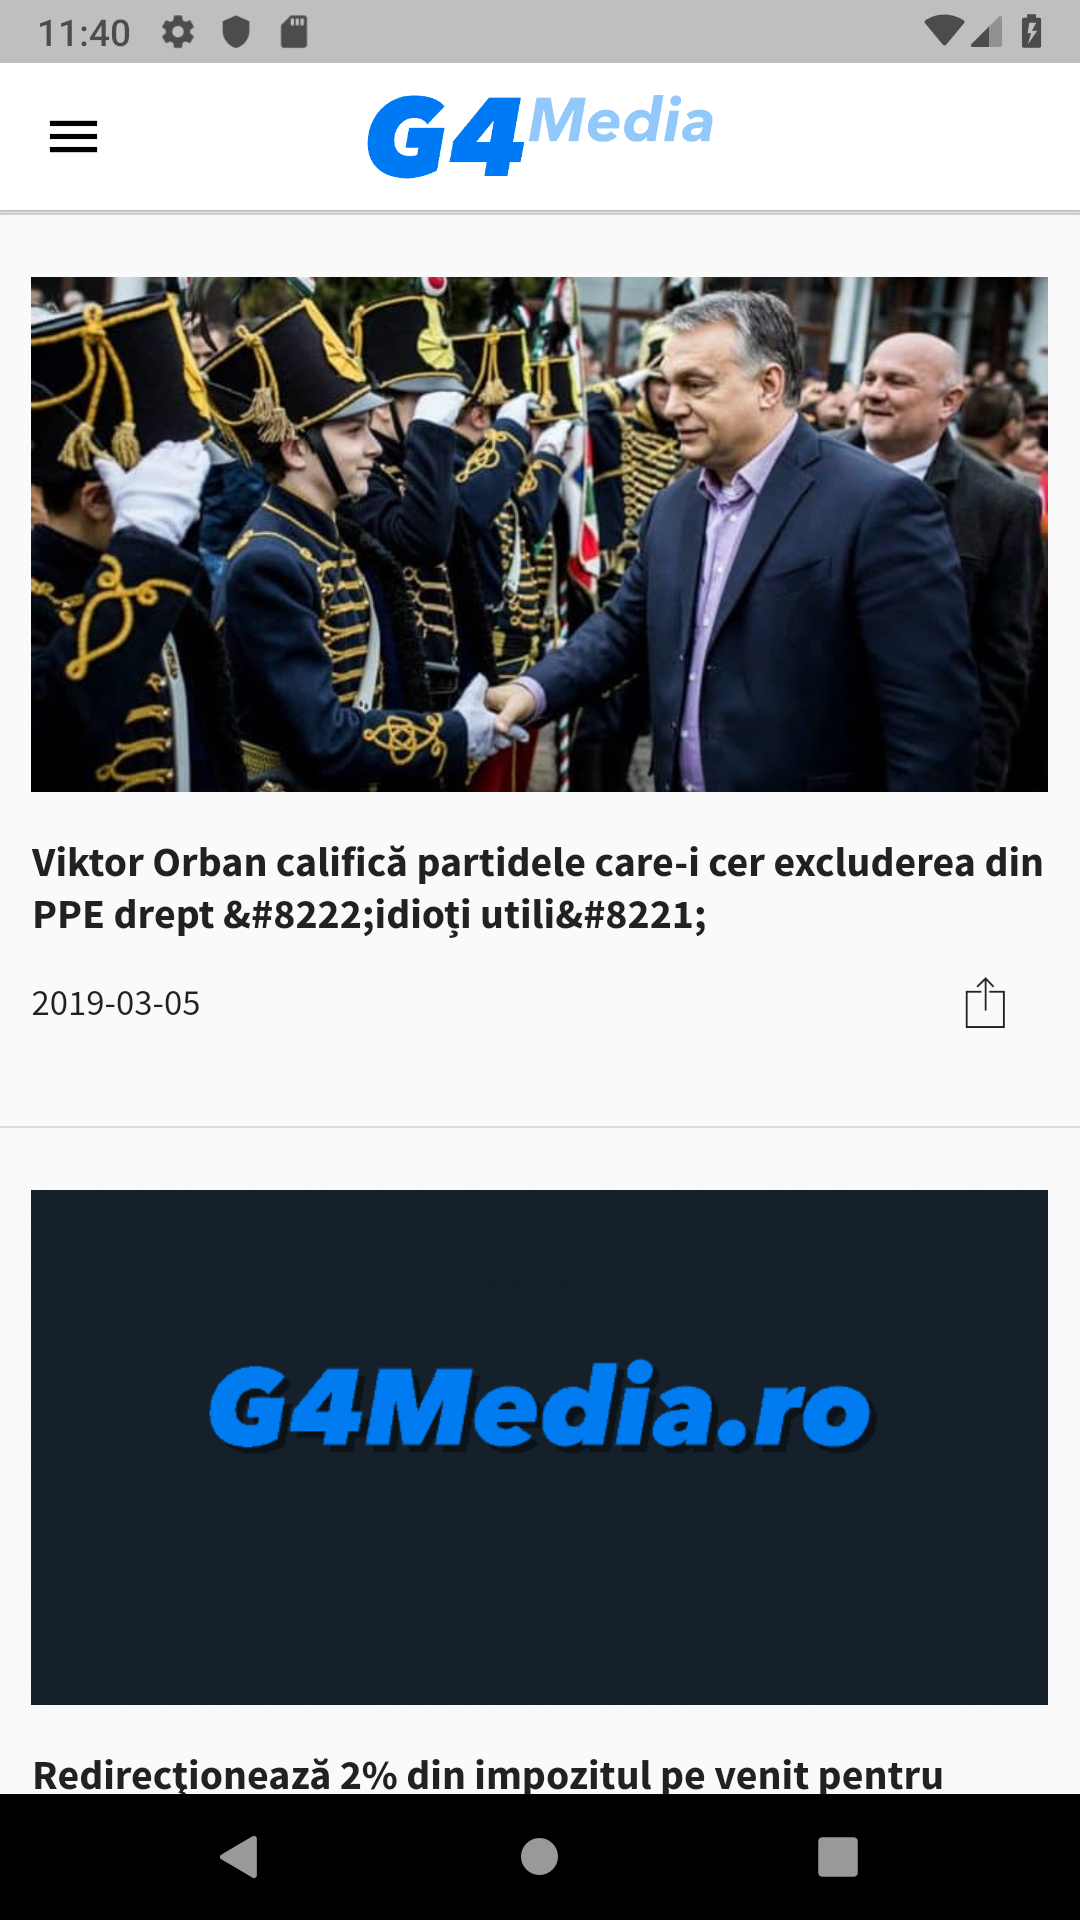 11:40
G4Media
Viktor Orban califică partidele care-i cer excluderea din
PPE drept &#8222;idioți utili&#8221;
2019-03-05
G4Media.ro
Redirecţionează 2% din impozitul pe venit pentru